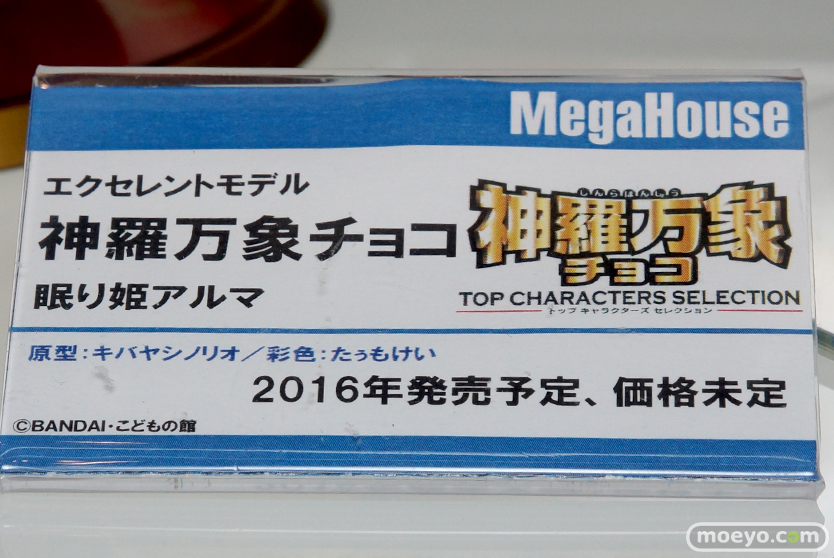 MegaHouse
エクセレントモデル
神羅万象チョコ
眠り姫アルマ
しんらばんしょう
神羅万象
チョコ
TOP CHARACTERS SELECTION
トップ キャラクターズ セレクション
原型：キバヤシノリオ／彩色：たぅもけい
2016年発売予定、価格未定
©BANDAI・こどもの館
moeyo.com